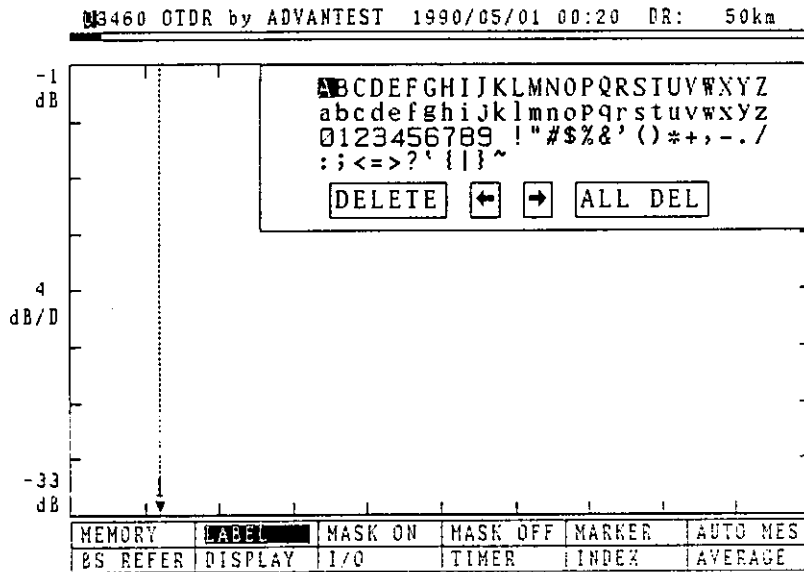 U3460 OTDR by ADVANTEST 1990/05/01 00:20 DR: 50km
-1
dB
ABCDEFGHIJKLMNOPQRSTUVWXYZ
abcdefghijklmnopqrstuvwxyz
0123456789 !"#$%&'()*+,-./
:;<=>?`{|}~
DELETE ← → ALL DEL
4
dB/D
-33
dB
MEMORY LABEL MASK ON MASK OFF MARKER AUTO MES
BS REFER DISPLAY I/O TIMER INDEX AVERAGE